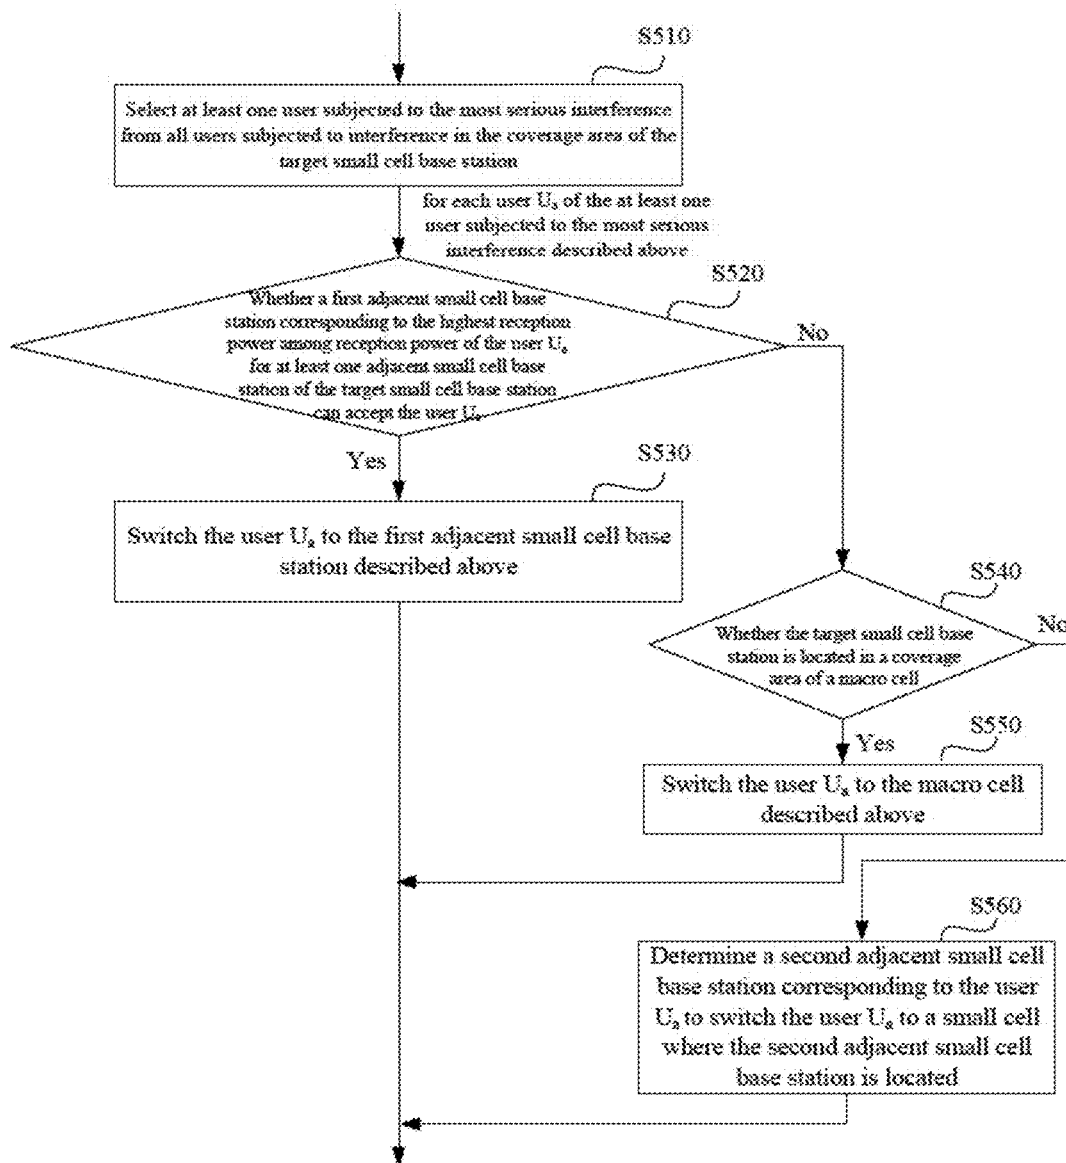 S510
Select at least one user subjected to the most serious interference
from all users subjected to interference in the coverage area of the
target small cell base station
for each user Ua of the at least one
user subjected to the most serious
interference described above
S520
Whether a first adjacent small cell base
station corresponding to the highest reception
power among reception power of the user Ua
for at least one adjacent small cell base
station of the target small cell base station
can accept the user Ua
No
Yes
S530
Switch the user Ua to the first adjacent small cell base
station described above
S540
Whether the target small cell base
station is located in a coverage
area of a macro cell
No
Yes
S550
Switch the user Ua to the macro cell
described above
S560
Determine a second adjacent small cell
base station corresponding to the user
Ua to switch the user Ua to a small cell
where the second adjacent small cell
base station is located